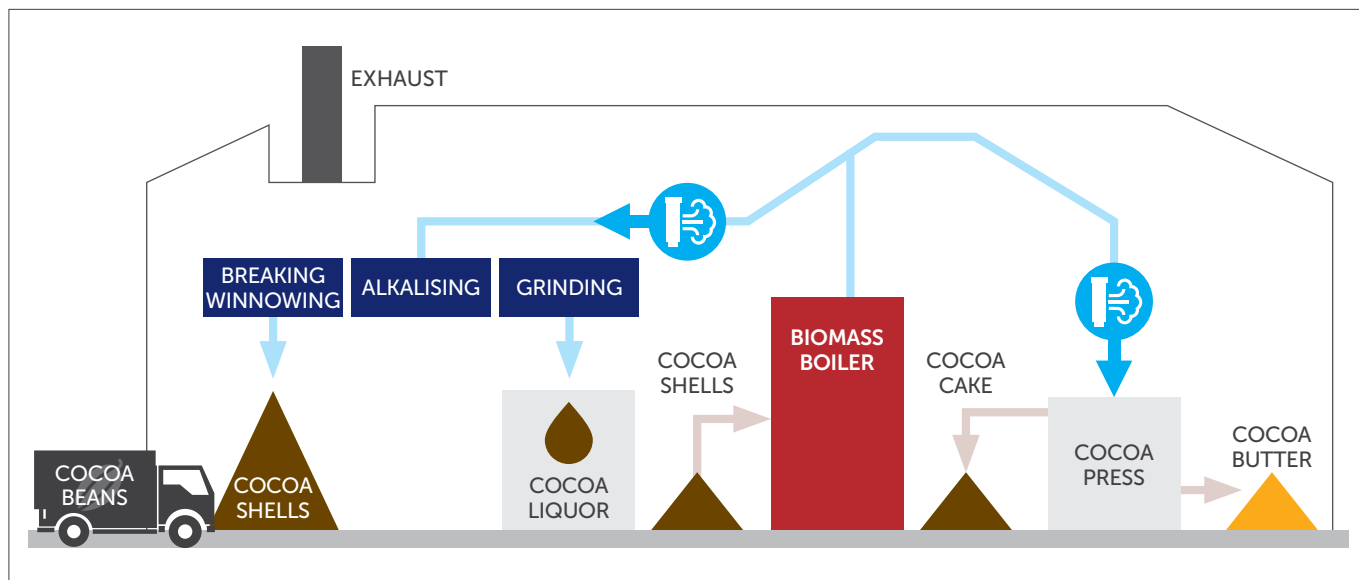 EXHAUST
BREAKING
WINNOWING
ALKALISING
GRINDING
BIOMASS
BOILER
COCOA
SHELLS
COCOA
CAKE
COCOA
BEANS
COCOA
SHELLS
COCOA
LIQUOR
COCOA
PRESS
COCOA
BUTTER